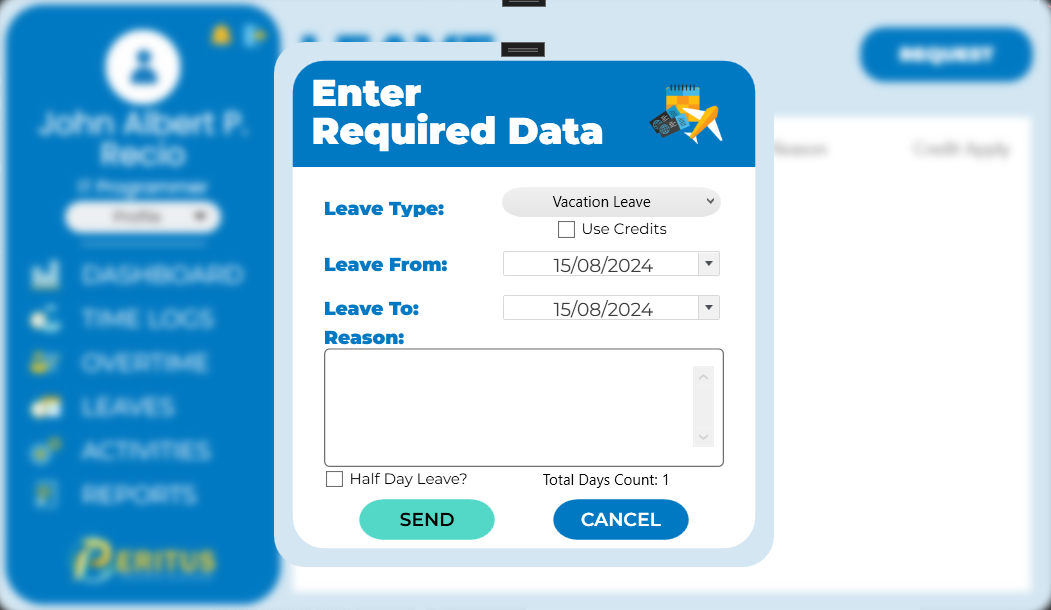 LEAVE
REQUEST
John Albert P.
Recio
IT Programmer
Profile
DASHBOARD
TIME LOGS
OVERTIME
LEAVES
ACTIVITIES
REPORTS
PERITUS
Reason
Credit Apply
Enter
Required Data
Leave Type:
Vacation Leave
Use Credits
Leave From:
15/08/2024
Leave To:
15/08/2024
Reason:
Half Day Leave?
Total Days Count: 1
SEND
CANCEL